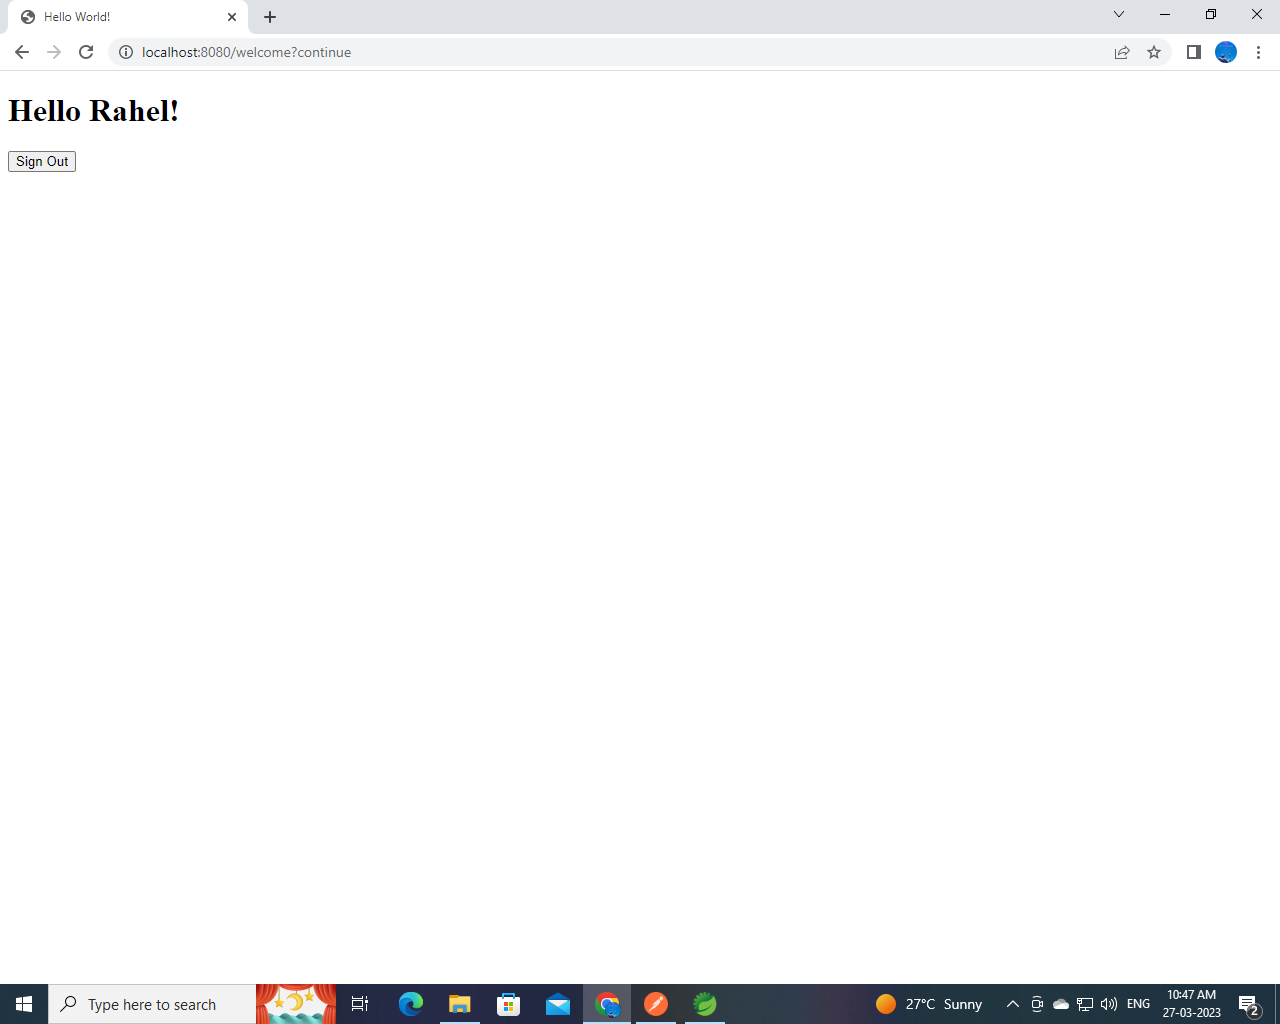 Hello World!
localhost:8080/welcome?continue
Hello Rahel!
Sign Out
Type here to search
27°C Sunny
ENG
10:47 AM
27-03-2023
2